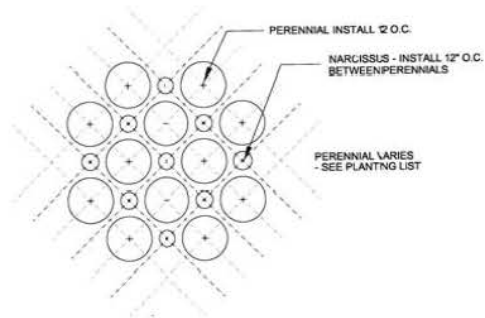 PERENNIAL INSTALL 12 O.C.
NARCISSUS - INSTALL 12" O.C.
BETWEEN PERENNIALS
PERENNIAL VARIES
- SEE PLANTING LIST